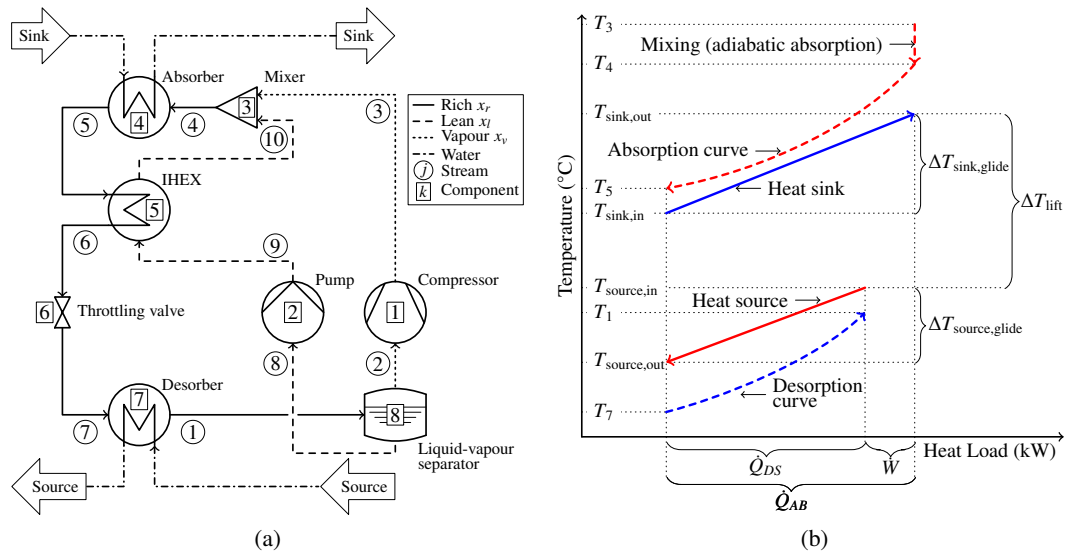 Sink
Sink
Absorber
Mixer
3
4
5
4
3
10
IHEX
5
6
9
Rich x_r
Lean x_l
Vapour x_v
Water
j Stream
k Component
Pump
Compressor
6
Throttling valve
2
1
8
2
Desorber
7
8
7
1
Liquid-vapour
separator
Source
Source
(a)
Temperature (°C)
T_3
Mixing (adiabatic absorption)
T_4
T_sink,out
Absorption curve
ΔT_sink,glide
T_5
Heat sink
T_sink,in
ΔT_lift
T_source,in
Heat source
T_1
ΔT_source,glide
T_source,out
Desorption
curve
T_7
Heat Load (kW)
Q̇_DS
Ẇ
Q̇_AB
(b)